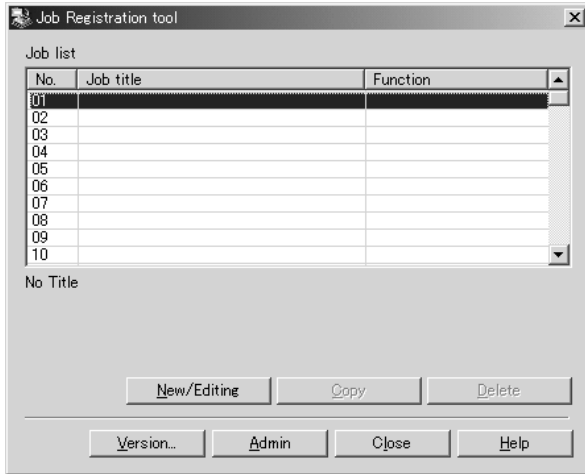 Job Registration tool
Job list
No. Job title Function
01
02
03
04
05
06
07
08
09
10
No Title
New/Editing Copy Delete
Version... Admin Close Help